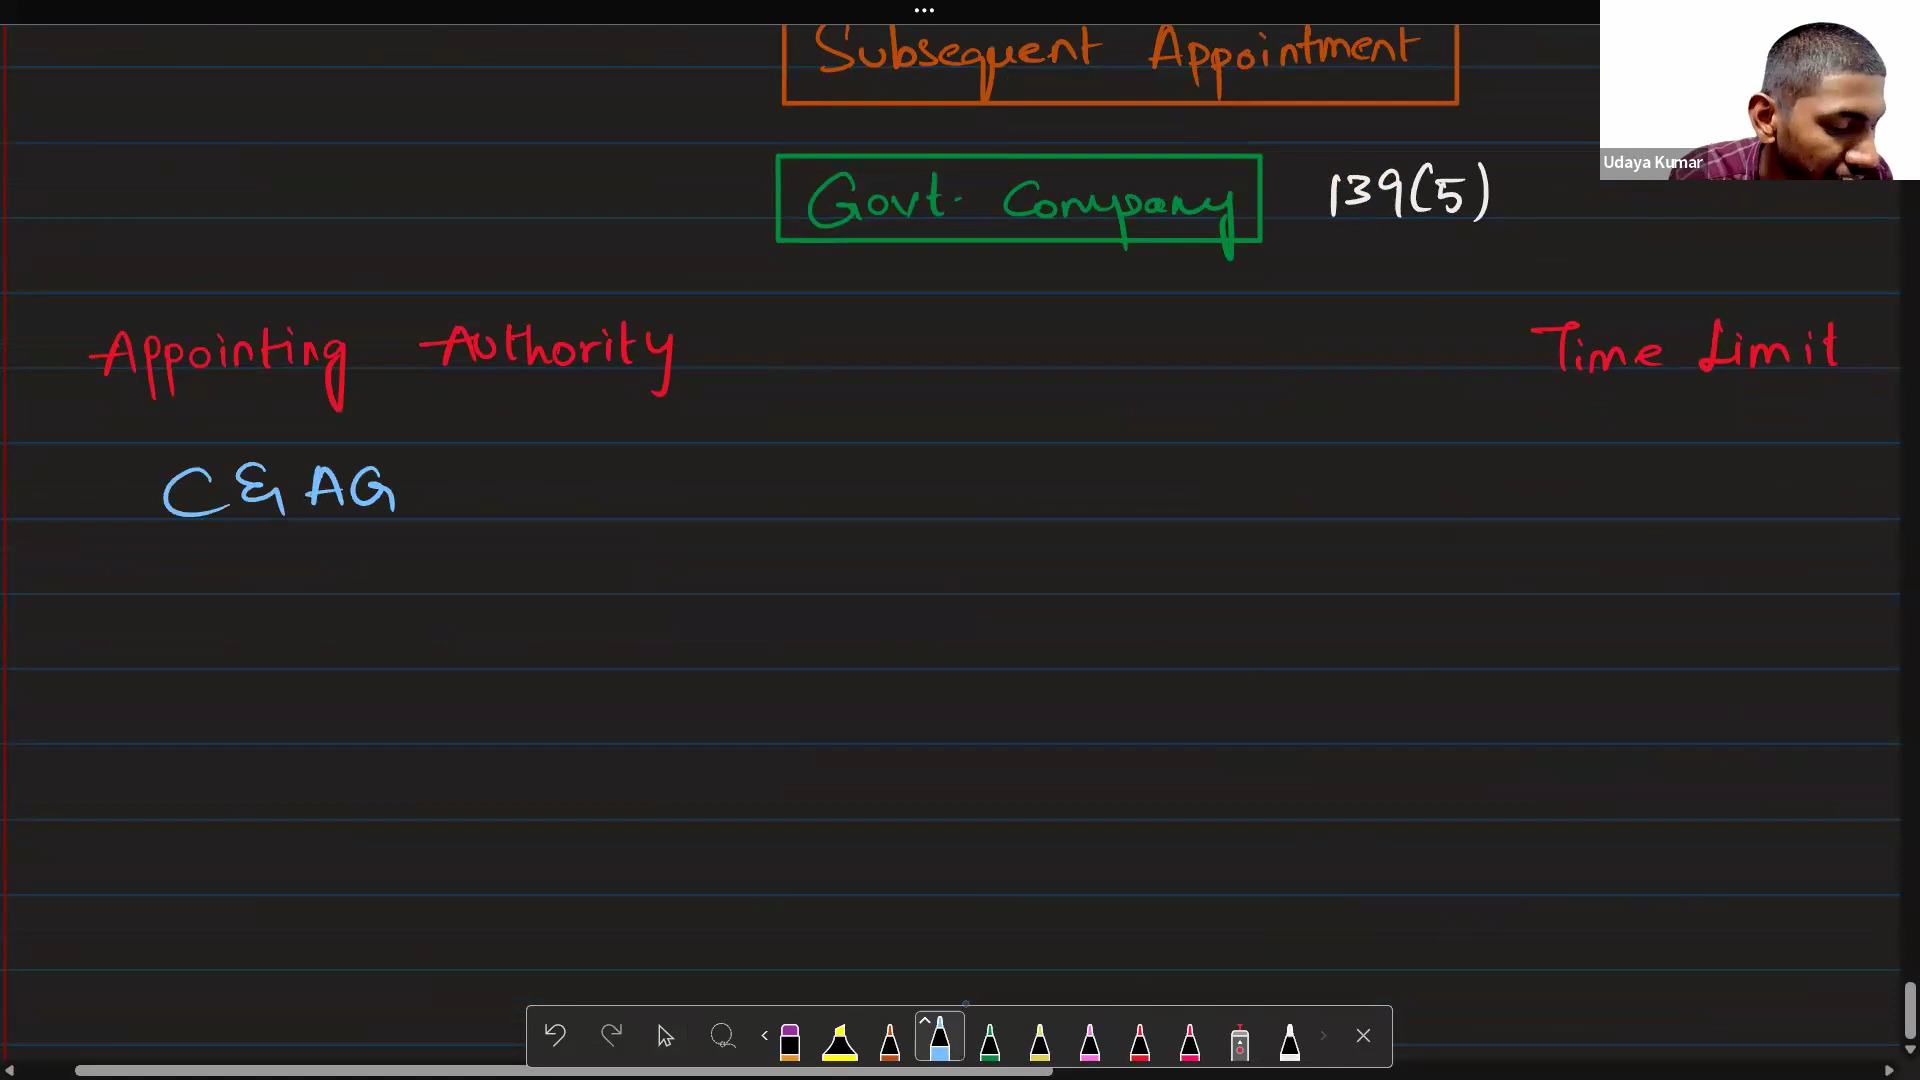 Subsequent Appointment
Udaya Kumar
Govt. Company 139(5)
Appointing Authority Time Limit
C&AG